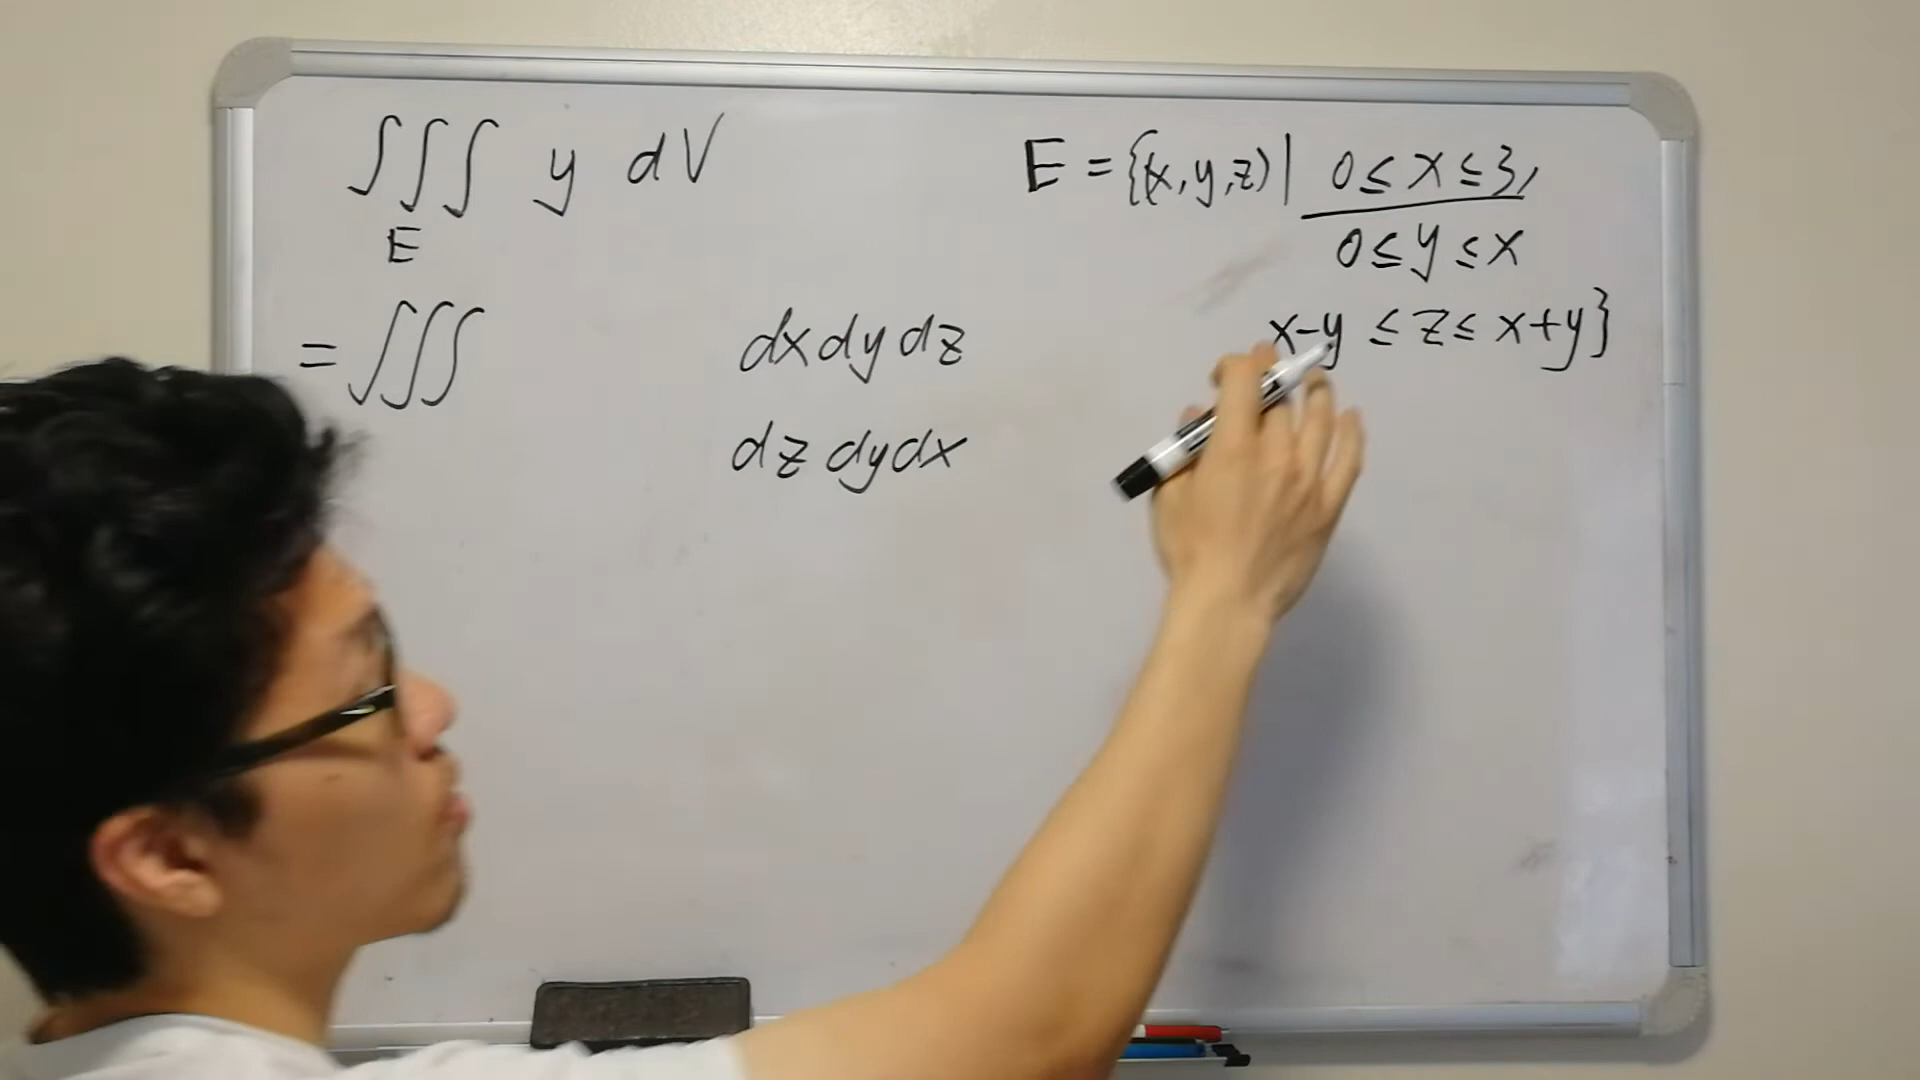 ∫∫∫ y dV
E
E = {(x,y,z)| 0 ≤ x ≤ 3,
0 ≤ y ≤ x
x-y ≤ z ≤ x+y}
= ∫∫∫ dx dy dz
dz dy dx